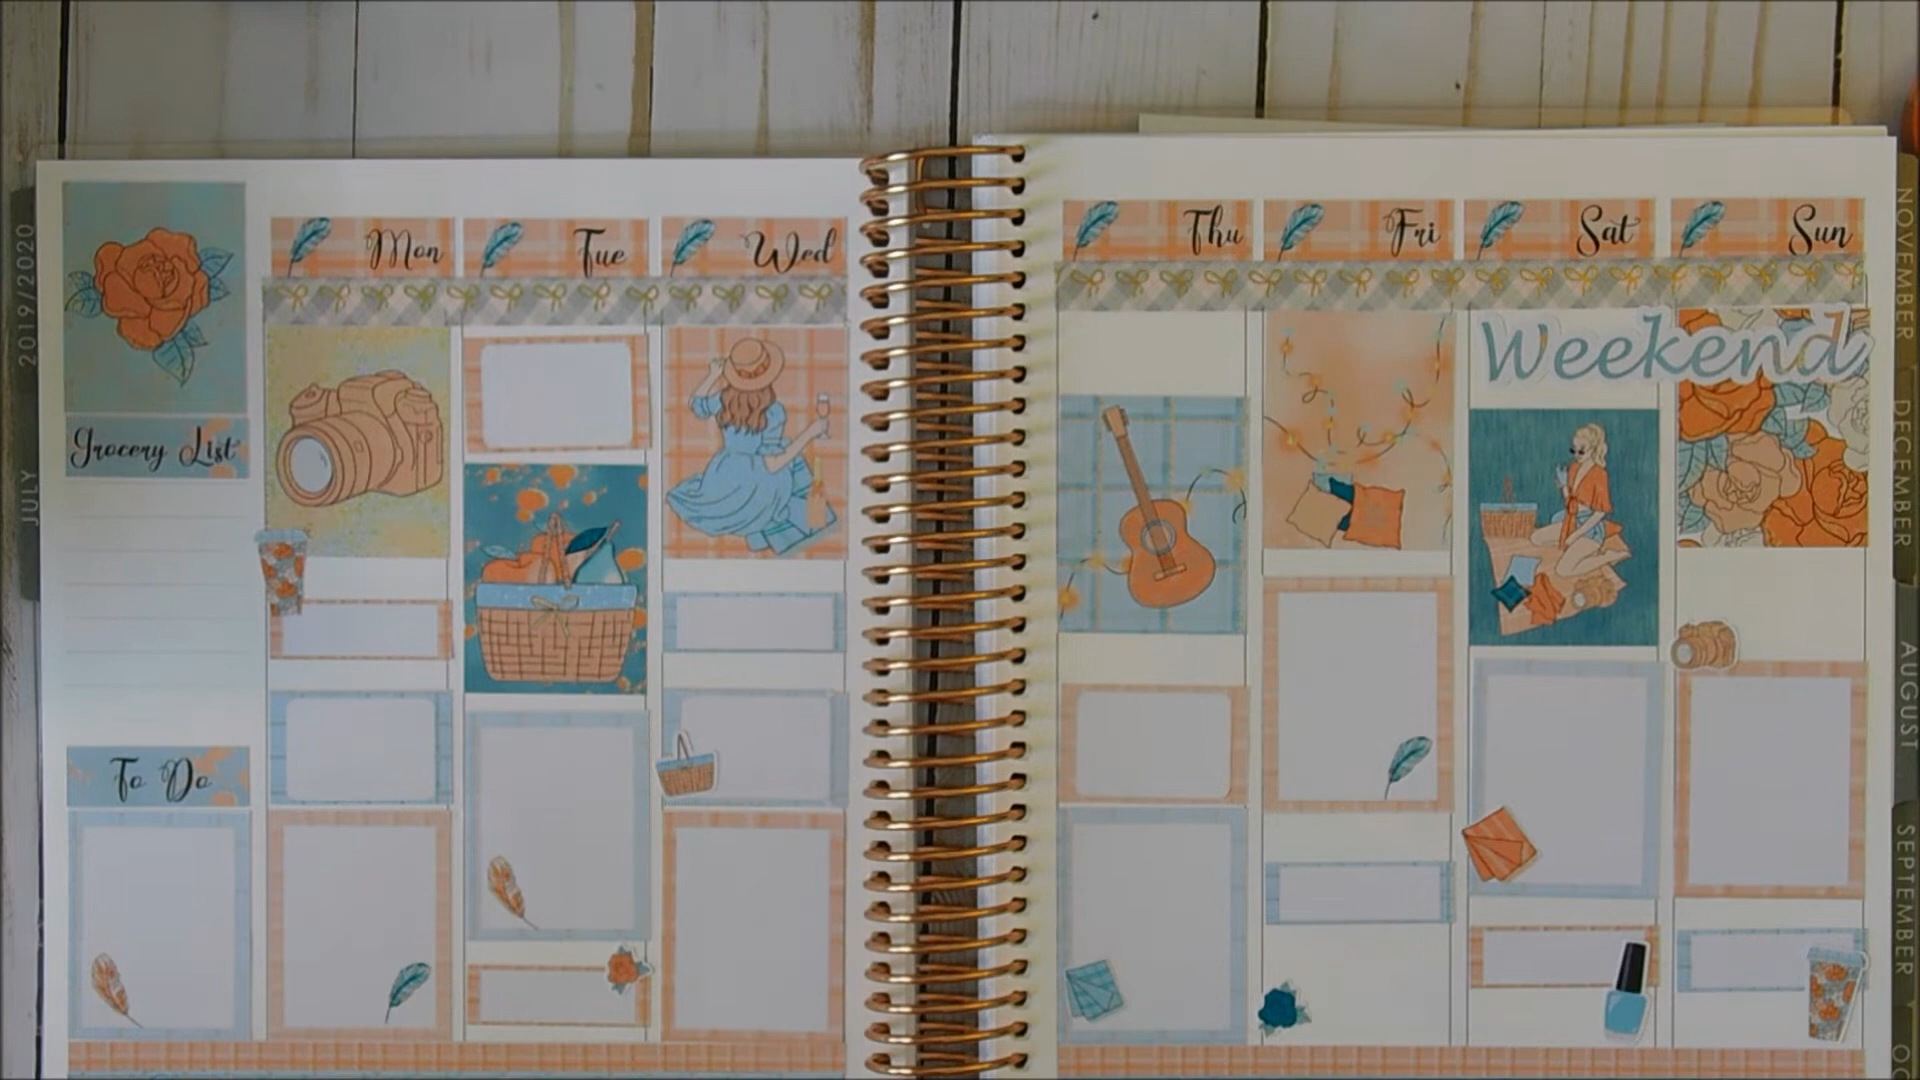 Mon
Tue
Wed
Thu
Fri
Sat
Sun
Weekend
Grocery List
To Do
2019/2020
JULY
NOVEMBER
DECEMBER
AUGUST
SEPTEMBER